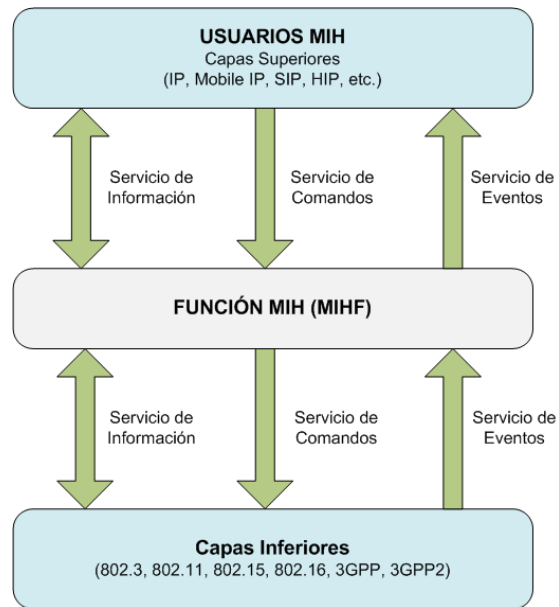 USUARIOS MIH
Capas Superiores
(IP, Mobile IP, SIP, HIP, etc.)
Servicio de
Información
Servicio de
Comandos
Servicio de
Eventos
FUNCIÓN MIH (MIHF)
Servicio de
Información
Servicio de
Comandos
Servicio de
Eventos
Capas Inferiores
(802.3, 802.11, 802.15, 802.16, 3GPP, 3GPP2)